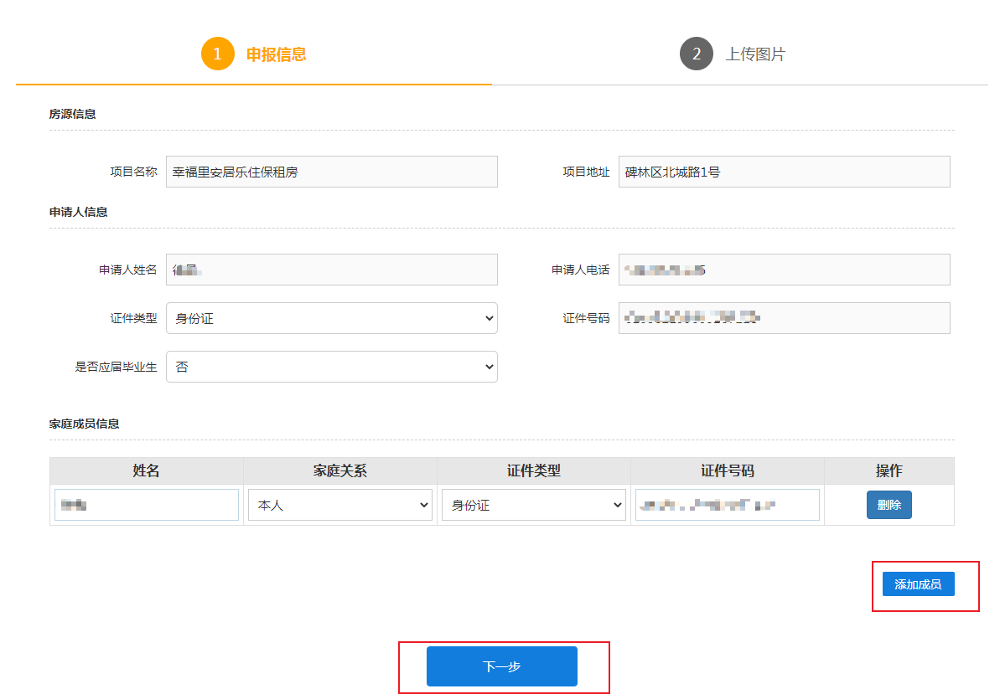 1 申报信息 2 上传图片
房源信息
项目名称 幸福里安居乐住保租房 项目地址 碑林区北城路1号
申请人信息
申请人姓名 申请人电话
证件类型 身份证 证件号码
是否应届毕业生 否
家庭成员信息
姓名 家庭关系 证件类型 证件号码 操作
本人 身份证 删除
添加成员
下一步